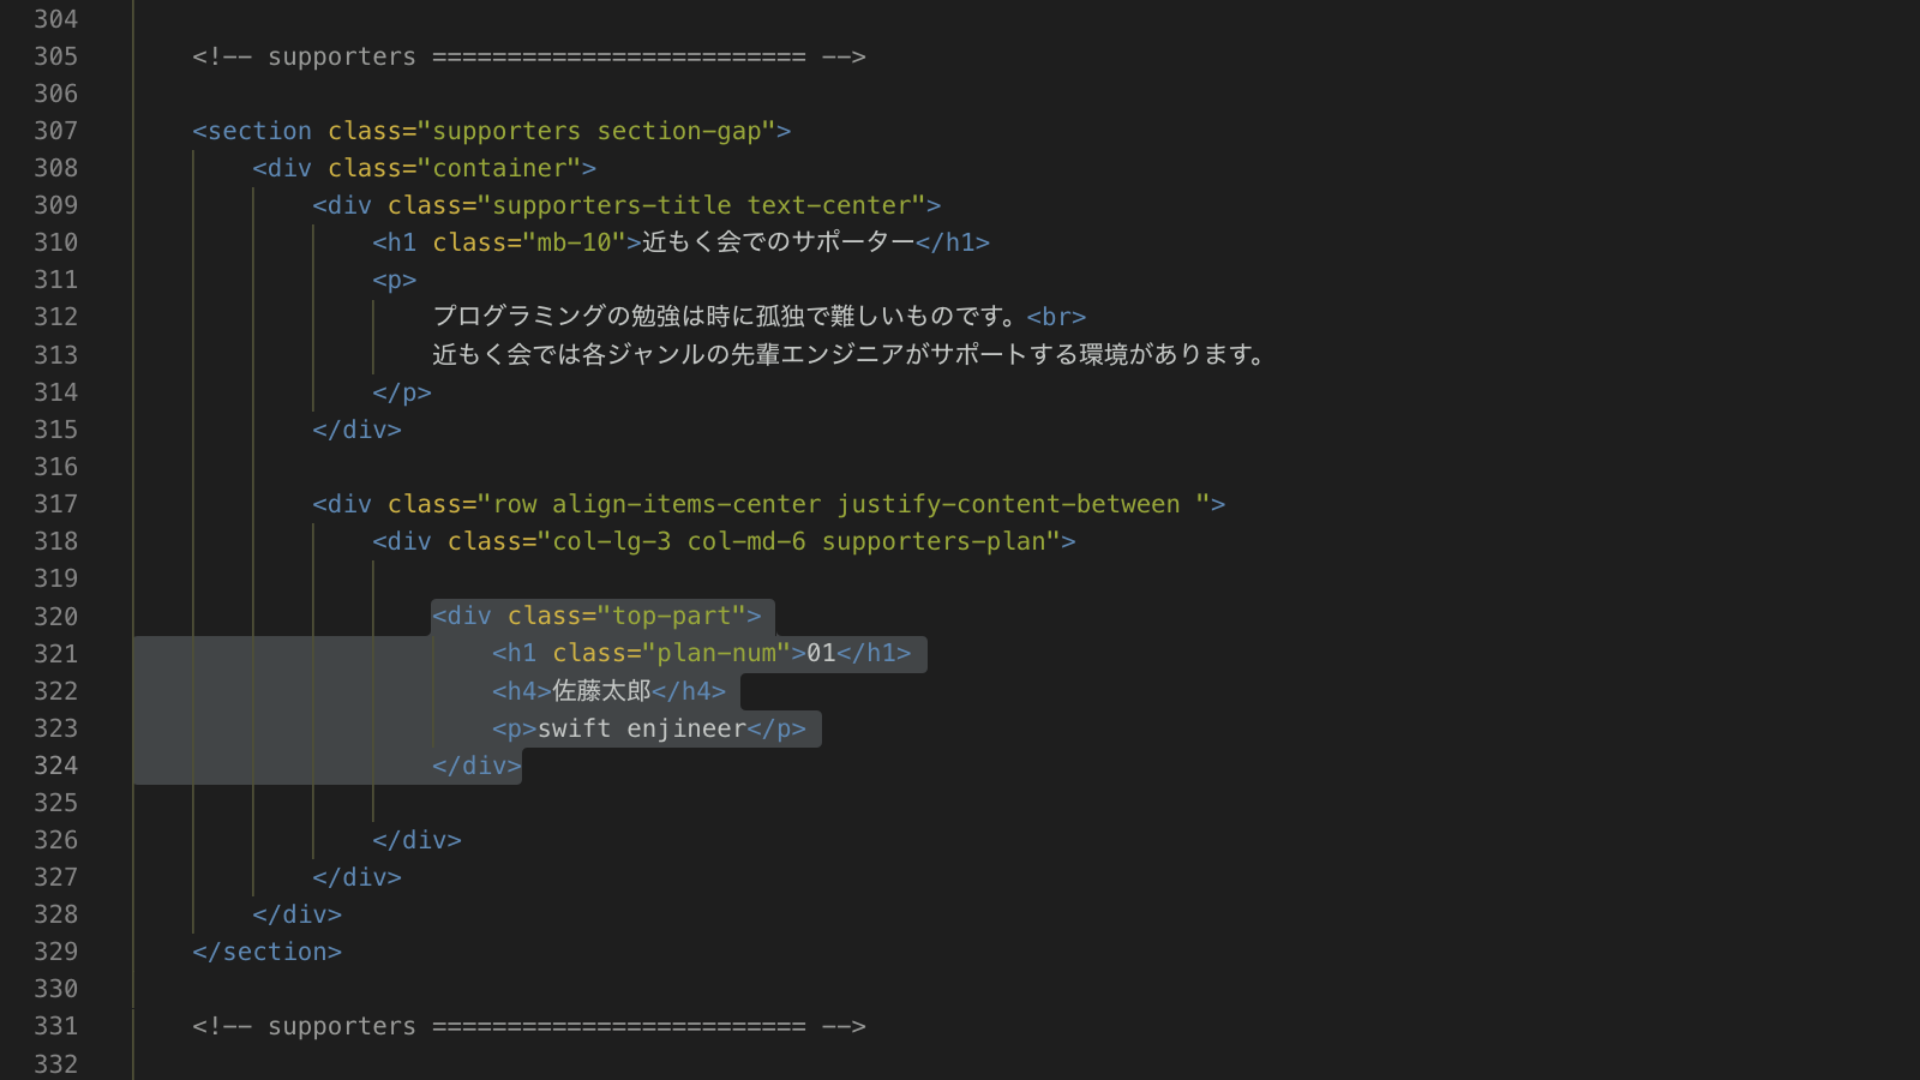 304
305 <!-- supporters ========================= -->
306
307 <section class="supporters section-gap">
308 <div class="container">
309 <div class="supporters-title text-center">
310 <h1 class="mb-10">近もく会でのサポーター</h1>
311 <p>
312 プログラミングの勉強は時に孤独で難しいものです。<br>
313 近もく会では各ジャンルの先輩エンジニアがサポートする環境があります。
314 </p>
315 </div>
316
317 <div class="row align-items-center justify-content-between ">
318 <div class="col-lg-3 col-md-6 supporters-plan">
319
320 <div class="top-part">
321 <h1 class="plan-num">01</h1>
322 <h4>佐藤太郎</h4>
323 <p>swift enjineer</p>
324 </div>
325
326 </div>
327 </div>
328 </div>
329 </section>
330
331 <!-- supporters ========================= -->
332